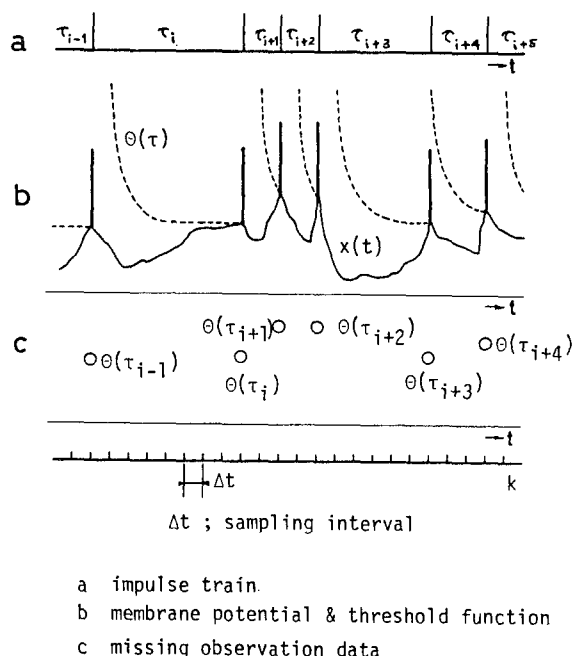 a
τi-1 τi τi+1 τi+2 τi+3 τi+4 τi+5
→t
b
Θ(τ)
x(t)
→t
c
Θ(τi-1) Θ(τi) Θ(τi+1) Θ(τi+2) Θ(τi+3) Θ(τi+4)
→t
Δt
k
Δt ; sampling interval
a impulse train
b membrane potential & threshold function
c missing observation data